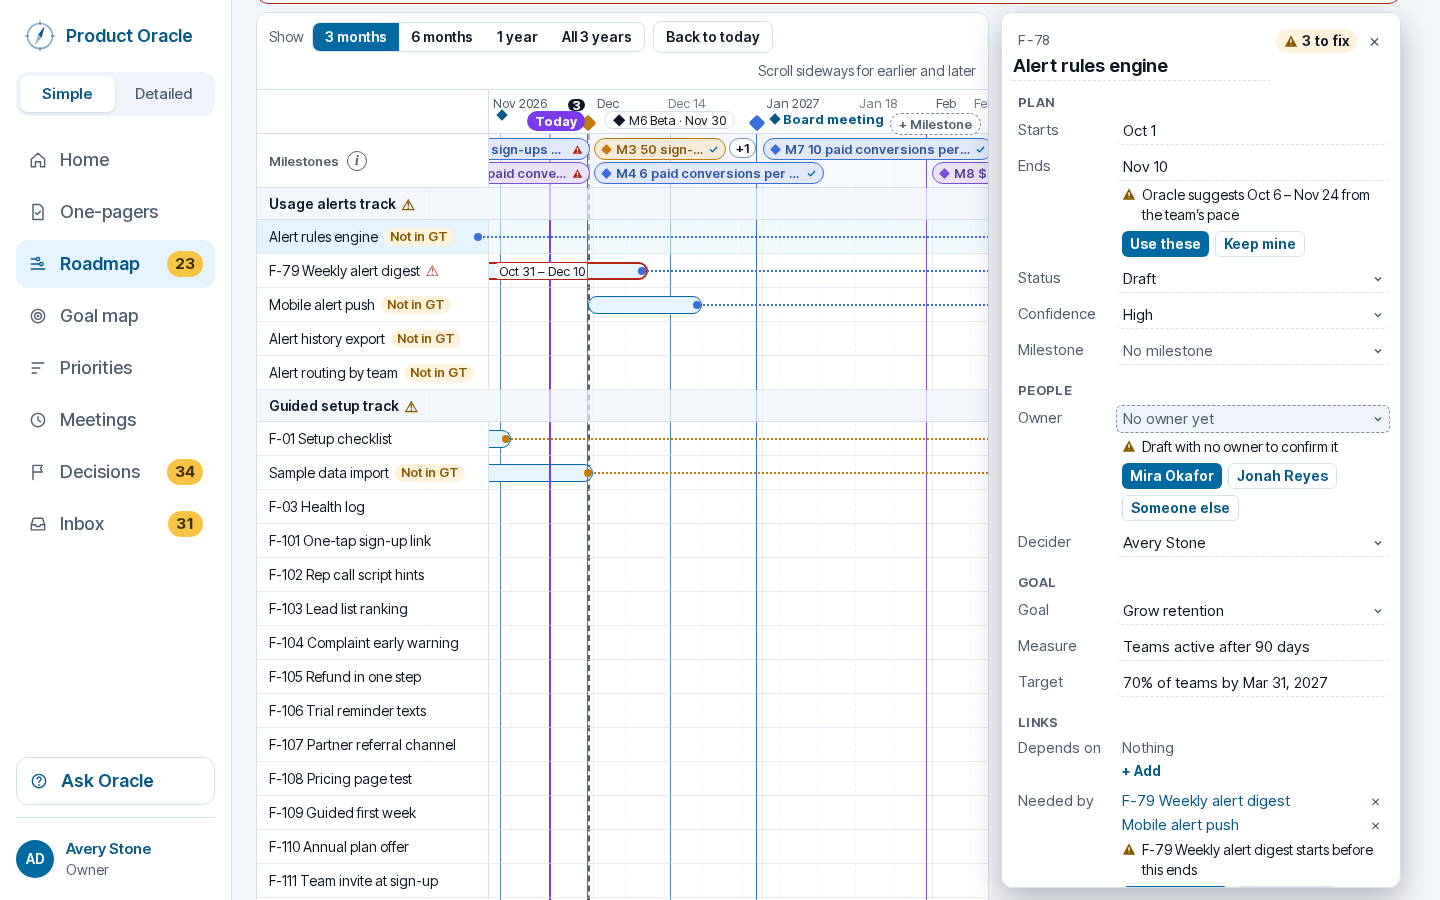 Product Oracle
Simple
Detailed
Home
One-pagers
Roadmap
23
Goal map
Priorities
Meetings
Decisions
34
Inbox
31
Ask Oracle
AD
Avery Stone
Owner
Show
3 months
6 months
1 year
All 3 years
Back to today
Scroll sideways for earlier and later
Nov 2026
3
Dec
Dec 14
Jan 2027
Jan 18
Feb
Fe
Today
M6 Beta · Nov 30
Board meeting
+ Milestone
Milestones
i
sign-ups ...
M3 50 sign-...
+1
M7 10 paid conversions per...
paid conve...
M4 6 paid conversions per ...
M8 $
Usage alerts track
Alert rules engine
Not in GT
F-79 Weekly alert digest
Oct 31 – Dec 10
Mobile alert push
Not in GT
Alert history export
Not in GT
Alert routing by team
Not in GT
Guided setup track
F-01 Setup checklist
Sample data import
Not in GT
F-03 Health log
F-101 One-tap sign-up link
F-102 Rep call script hints
F-103 Lead list ranking
F-104 Complaint early warning
F-105 Refund in one step
F-106 Trial reminder texts
F-107 Partner referral channel
F-108 Pricing page test
F-109 Guided first week
F-110 Annual plan offer
F-111 Team invite at sign-up
F-78
3 to fix
×
Alert rules engine
PLAN
Starts
Oct 1
Ends
Nov 10
Oracle suggests Oct 6 – Nov 24 from
the team's pace
Use these
Keep mine
Status
Draft
Confidence
High
Milestone
No milestone
PEOPLE
Owner
No owner yet
Draft with no owner to confirm it
Mira Okafor
Jonah Reyes
Someone else
Decider
Avery Stone
GOAL
Goal
Grow retention
Measure
Teams active after 90 days
Target
70% of teams by Mar 31, 2027
LINKS
Depends on
Nothing
+ Add
Needed by
F-79 Weekly alert digest
×
Mobile alert push
×
F-79 Weekly alert digest starts before
this ends